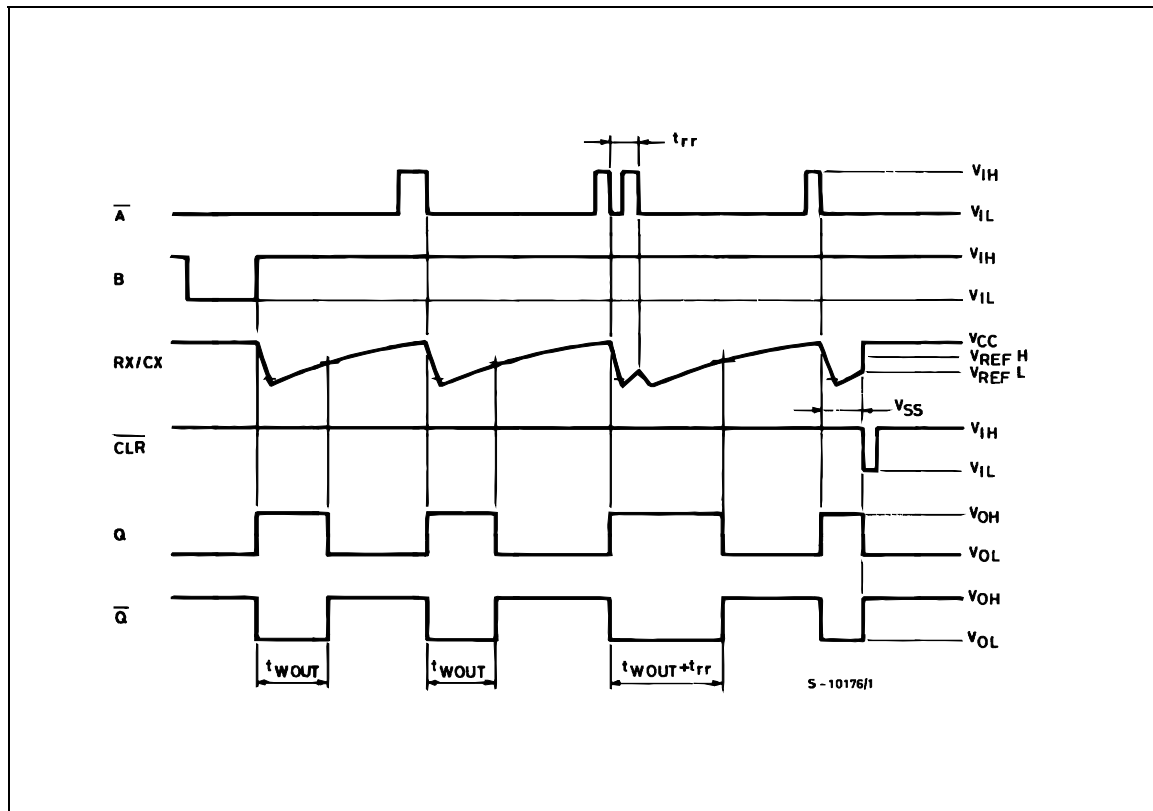 trr
VIH
A
VIL
B
VIH
VIL
RX/CX
VCC
VREF H
VREF L
VSS
CLR
VIH
VIL
Q
VOH
VOL
Q
VOH
VOL
tWOUT
tWOUT
tWOUT+trr
S-10176/1